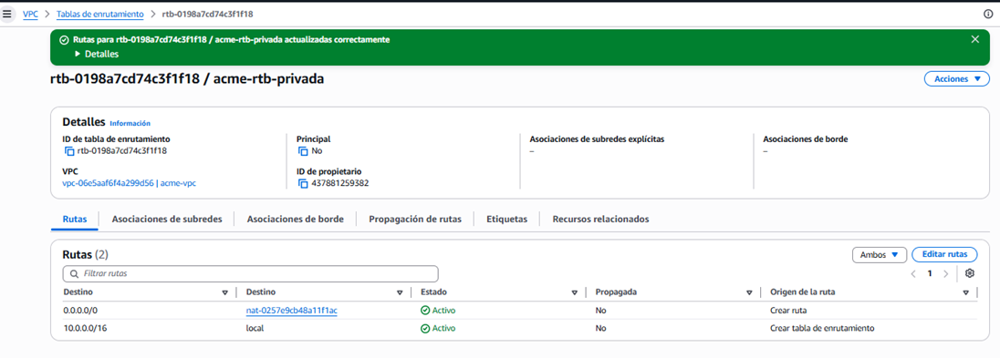 VPC > Tablas de enrutamiento > rtb-0198a7cd74c3f1f18
Rutas para rtb-0198a7cd74c3f1f18 / acme-rtb-privada actualizadas correctamente
Detalles
rtb-0198a7cd74c3f1f18 / acme-rtb-privada
Acciones
Detalles Información
ID de tabla de enrutamiento Principal Asociaciones de subredes explícitas Asociaciones de borde
rtb-0198a7cd74c3f1f18 No – –
VPC ID de propietario
vpc-06e5aaf6f4a299d56 | acme-vpc 437881259382
Rutas Asociaciones de subredes Asociaciones de borde Propagación de rutas Etiquetas Recursos relacionados
Rutas (2) Ambos Editar rutas
Filtrar rutas 1
Destino Destino Estado Propagada Origen de la ruta
0.0.0.0/0 nat-0257e9cb48a11f1ac Activo No Crear ruta
10.0.0.0/16 local Activo No Crear tabla de enrutamiento